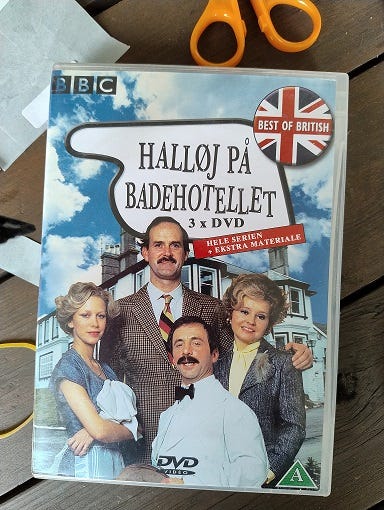 BBC
BEST OF BRITISH
HALLØJ PÅ
BADEHOTELLET
3 x DVD
HELE SERIEN
+ EKSTRA MATERIALE
DVD
VIDEO
A